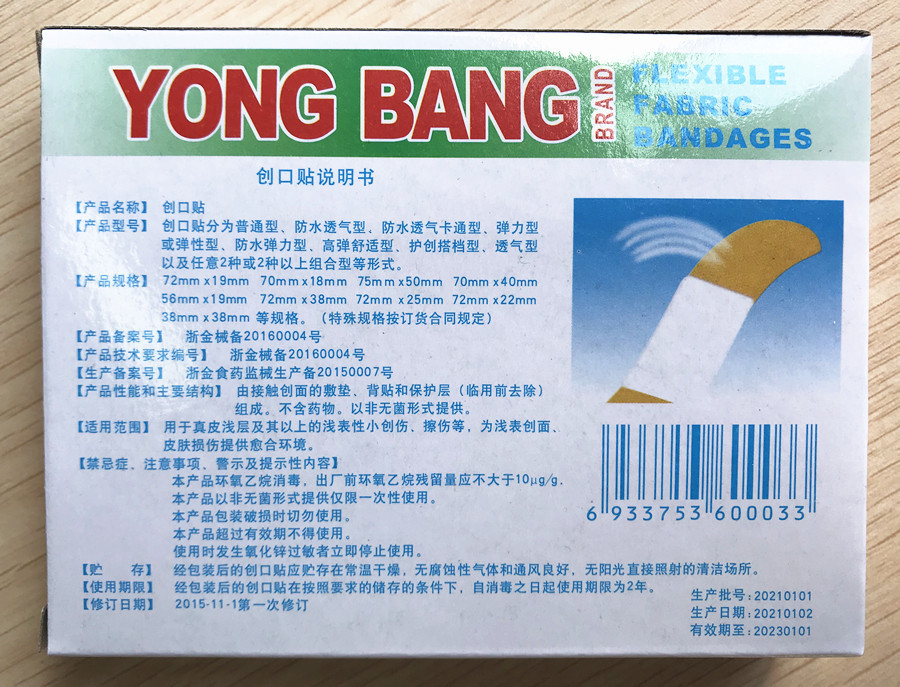 YONG BANG
BRAND
FLEXIBLE
FABRIC
BANDAGES
创口贴说明书
【产品名称】 创口贴
【产品型号】 创口贴分为普通型、防水透气型、防水透气卡通型、弹力型
或弹性型、防水弹力型、高弹舒适型、护创搭档型、透气型
以及任意2种或2种以上组合型等形式。
【产品规格】 72mm x19mm 70mm x18mm 75mm x50mm 70mm x40mm
56mm x19mm 72mm x38mm 72mm x25mm 72mm x22mm
38mm x38mm 等规格。（特殊规格按订货合同规定）
【产品备案号】 浙金械备20160004号
【产品技术要求编号】 浙金械备20160004号
【生产备案号】 浙金食药监械生产备20150007号
【产品性能和主要结构】 由接触创面的敷垫、背贴和保护层（临用前去除）
组成。不含药物。以非无菌形式提供。
【适用范围】 用于真皮浅层及其以上的浅表性小创伤、擦伤等，为浅表创面、
皮肤损伤提供愈合环境。
【禁忌症、注意事项、警示及提示性内容】
本产品环氧乙烷消毒，出厂前环氧乙烷残留量应不大于10μg/g，
本产品以非无菌形式提供仅限一次性使用。
本产品包装破损时切勿使用。
本产品超过有效期不得使用。
使用时发生氧化锌过敏者立即停止使用。
【贮 存】 经包装后的创口贴应贮存在常温干燥，无腐蚀性气体和通风良好，无阳光直接照射的清洁场所。
【使用期限】 经包装后的创口贴在按照要求的储存的条件下，自消毒之日起使用期限为2年。
【修订日期】 2015-11-1第一次修订
6 933753 600033
生产批号:20210101
生产日期:20210102
有效期至:20230101